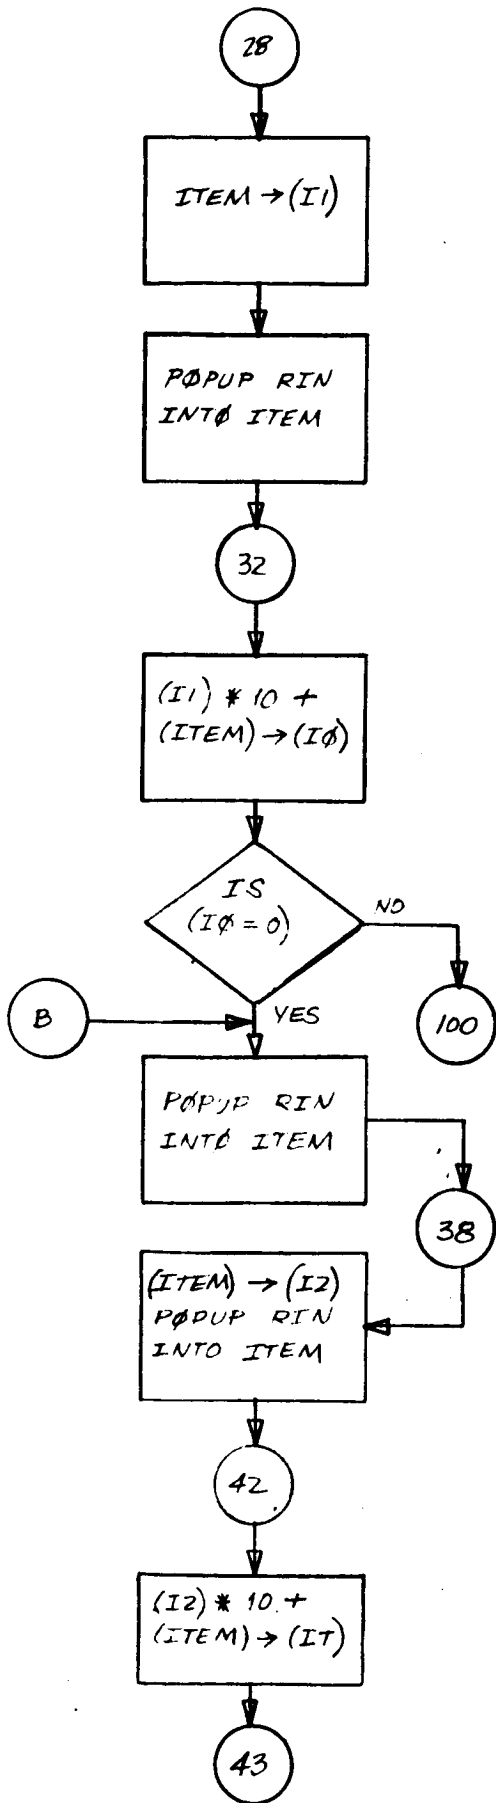 28
ITEM → (I1)
PØPUP RIN
INTØ ITEM
32
(I1) * 10 +
(ITEM) → (IØ)
IS
(IØ = 0)
NO
B
YES
100
PØPUP RIN
INTØ ITEM
38
(ITEM) → (I2)
PØPUP RIN
INTO ITEM
42
(I2) * 10 +
(ITEM) → (IT)
43